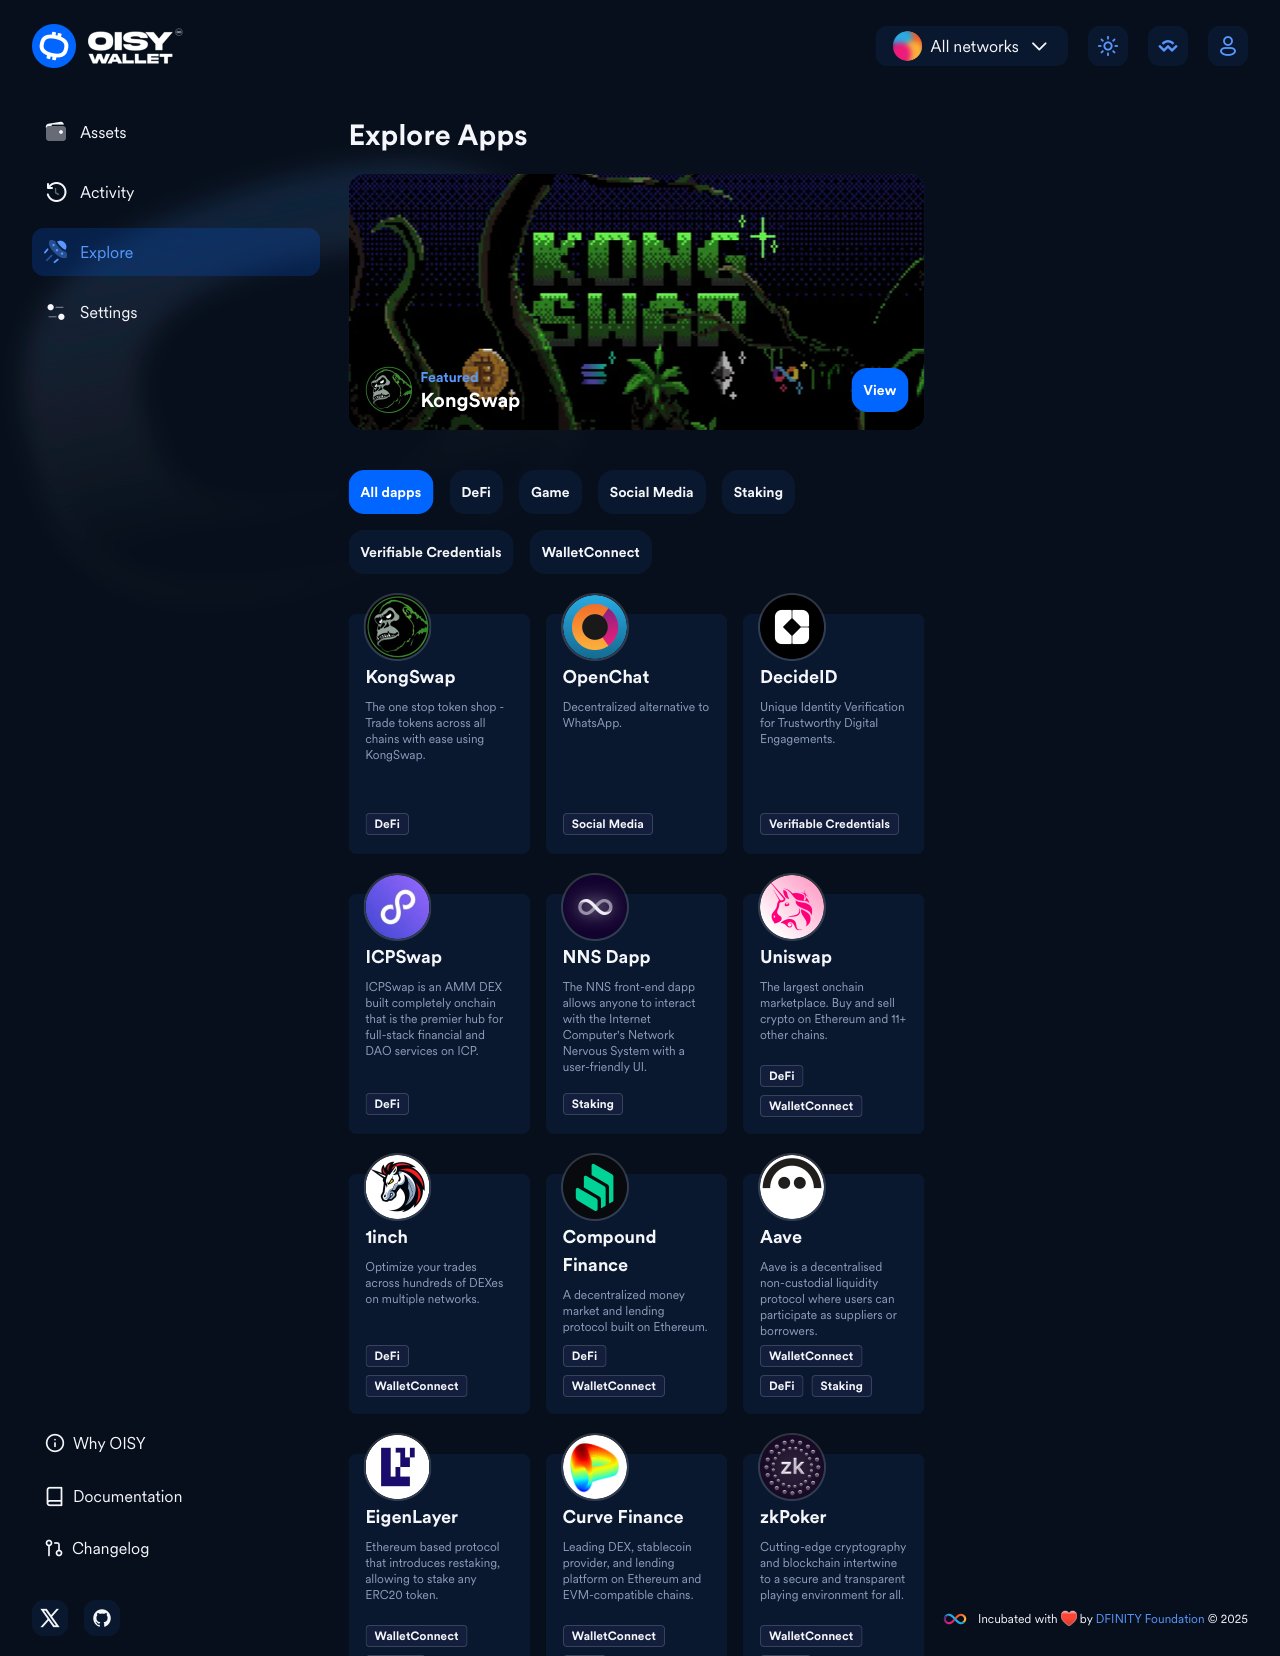 OISY
WALLET
All networks
Assets
Activity
Explore
Settings
Explore Apps
KONG
SWAP
Featured
KongSwap
View
All dapps
DeFi
Game
Social Media
Staking
Verifiable Credentials
WalletConnect
KongSwap
The one stop token shop -
Trade tokens across all
chains with ease using
KongSwap.
DeFi
OpenChat
Decentralized alternative to
WhatsApp.
Social Media
DecideID
Unique Identity Verification
for Trustworthy Digital
Engagements.
Verifiable Credentials
ICPSwap
ICPSwap is an AMM DEX
built completely onchain
that is the premier hub for
full-stack financial and
DAO services on ICP.
DeFi
NNS Dapp
The NNS front-end dapp
allows anyone to interact
with the Internet
Computer's Network
Nervous System with a
user-friendly UI.
Staking
Uniswap
The largest onchain
marketplace. Buy and sell
crypto on Ethereum and 11+
other chains.
DeFi
WalletConnect
1inch
Optimize your trades
across hundreds of DEXes
on multiple networks.
DeFi
WalletConnect
Compound
Finance
A decentralized money
market and lending
protocol built on Ethereum.
DeFi
WalletConnect
Aave
Aave is a decentralised
non-custodial liquidity
protocol where users can
participate as suppliers or
borrowers.
WalletConnect
DeFi
Staking
EigenLayer
Ethereum based protocol
that introduces restaking,
allowing to stake any
ERC20 token.
WalletConnect
Curve Finance
Leading DEX, stablecoin
provider, and lending
platform on Ethereum and
EVM-compatible chains.
WalletConnect
zk
zkPoker
Cutting-edge cryptography
and blockchain intertwine
to a secure and transparent
playing environment for all.
WalletConnect
Why OISY
Documentation
Changelog
Incubated with ❤️ by DFINITY Foundation © 2025